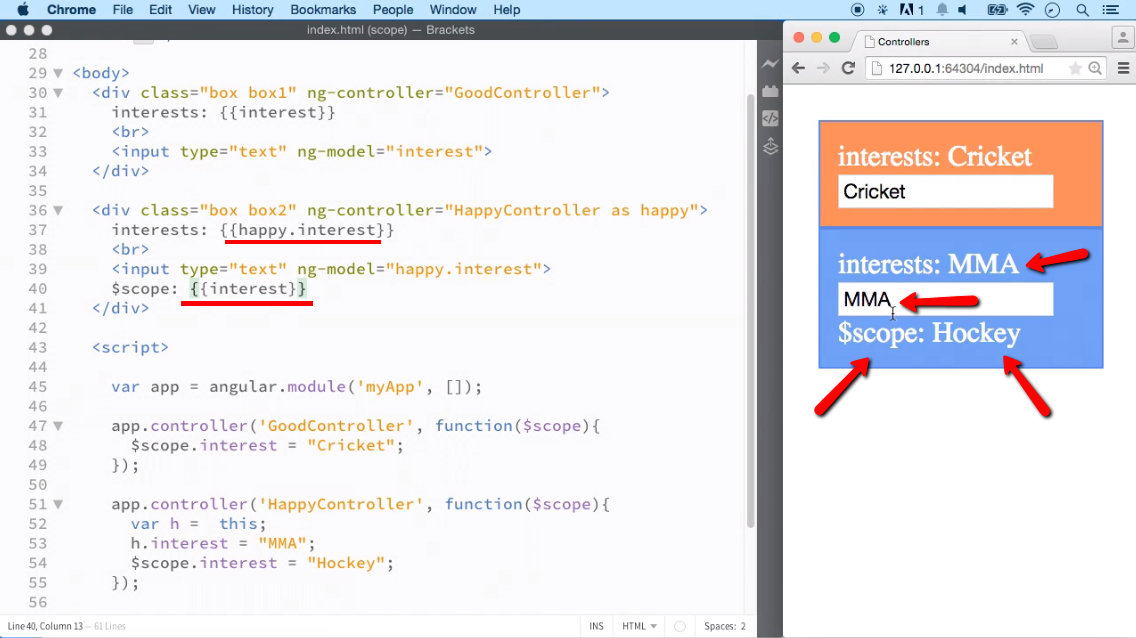 Chrome File Edit View History Bookmarks People Window Help 1
index.html (scope) — Brackets
28
29 <body>
30 <div class="box box1" ng-controller="GoodController">
31 interests: {{interest}}
32 <br>
33 <input type="text" ng-model="interest">
34 </div>
35
36 <div class="box box2" ng-controller="HappyController as happy">
37 interests: {{happy.interest}}
38 <br>
39 <input type="text" ng-model="happy.interest">
40 $scope: {{interest}}
41 </div>
42
43 <script>
44
45 var app = angular.module('myApp', []);
46
47 app.controller('GoodController', function($scope){
48 $scope.interest = "Cricket";
49 });
50
51 app.controller('HappyController', function($scope){
52 var h =  this;
53 h.interest = "MMA";
54 $scope.interest = "Hockey";
55 });
56
Line 40, Column 13 — 61 Lines
INS HTML Spaces: 2
Controllers
127.0.0.1:64304/index.html
interests: Cricket
Cricket
interests: MMA
MMA
$scope: Hockey